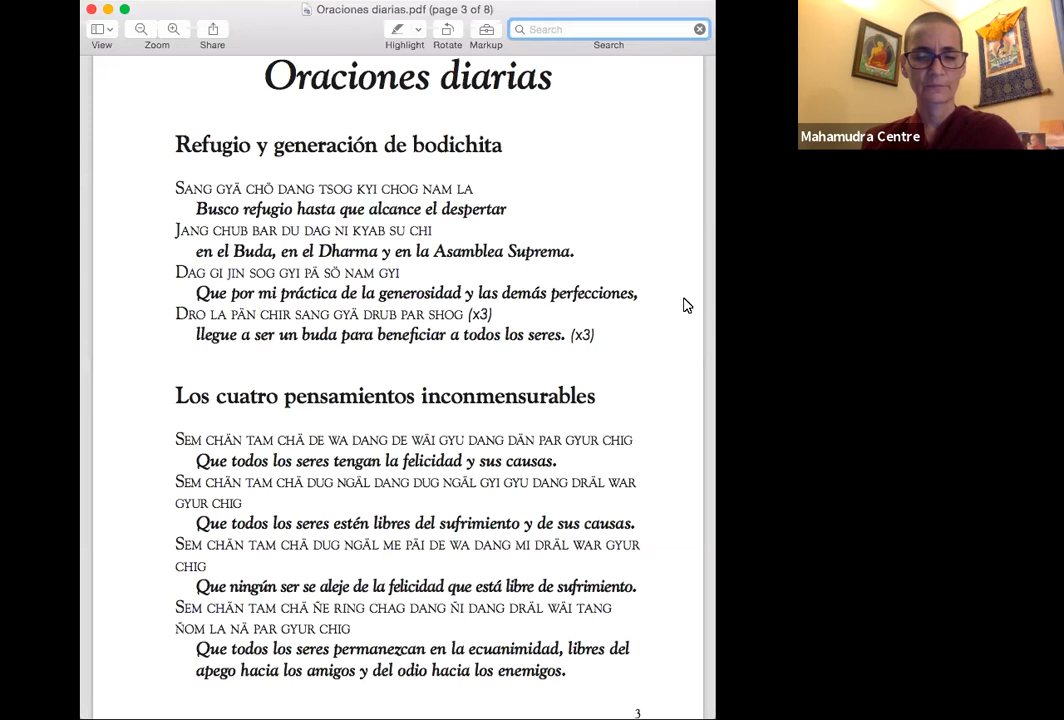 Oraciones diarias.pdf (page 3 of 8)
View
Zoom
Share
Highlight
Rotate
Markup
Search
Search
Oraciones diarias
Refugio y generación de bodichita
SANG GYÄ CHÖ DANG TSOG KYI CHOG NAM LA
Busco refugio hasta que alcance el despertar
JANG CHUB BAR DU DAG NI KYAB SU CHI
en el Buda, en el Dharma y en la Asamblea Suprema.
DAG GI JIN SOG GYI PÄ SÖ NAM GYI
Que por mi práctica de la generosidad y las demás perfecciones,
DRO LA PÄN CHIR SANG GYÄ DRUB PAR SHOG (x3)
llegue a ser un buda para beneficiar a todos los seres. (x3)
Los cuatro pensamientos inconmensurables
SEM CHÄN TAM CHÄ DE WA DANG DE WÄI GYU DANG DÄN PAR GYUR CHIG
Que todos los seres tengan la felicidad y sus causas.
SEM CHÄN TAM CHÄ DUG NGÄL DANG DUG NGÄL GYI GYU DANG DRÄL WAR
GYUR CHIG
Que todos los seres estén libres del sufrimiento y de sus causas.
SEM CHÄN TAM CHÄ DUG NGÄL ME PÄI DE WA DANG MI DRÄL WAR GYUR
CHIG
Que ningún ser se aleje de la felicidad que está libre de sufrimiento.
SEM CHÄN TAM CHÄ ÑE RING CHAG DANG ÑI DANG DRÄL WÄI TANG
ÑOM LA NÄ PAR GYUR CHIG
Que todos los seres permanezcan en la ecuanimidad, libres del
apego hacia los amigos y del odio hacia los enemigos.
3
Mahamudra Centre